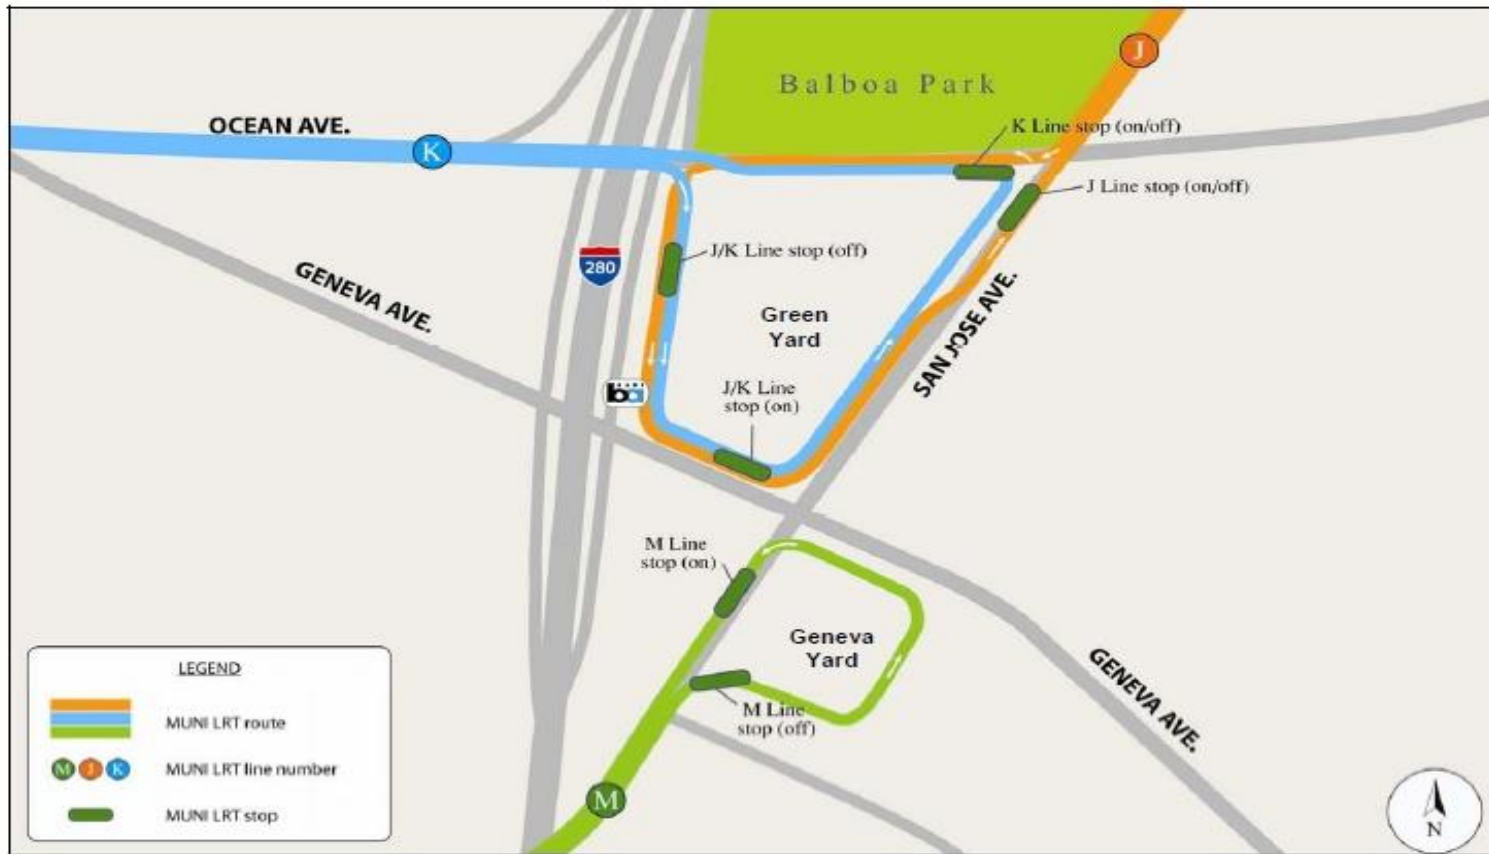 Balboa Park
J
K Line stop (on/off)
OCEAN AVE.
K
J Line stop (on/off)
J/K Line stop (off)
280
GENEVA AVE.
Green
Yard
SAN JOSE AVE.
ba
J/K Line
stop (on)
M Line
stop (on)
Geneva
Yard
GENEVA AVE.
M Line
stop (off)
M
LEGEND
MUNI LRT route
M J K
MUNI LRT line number
MUNI LRT stop
N